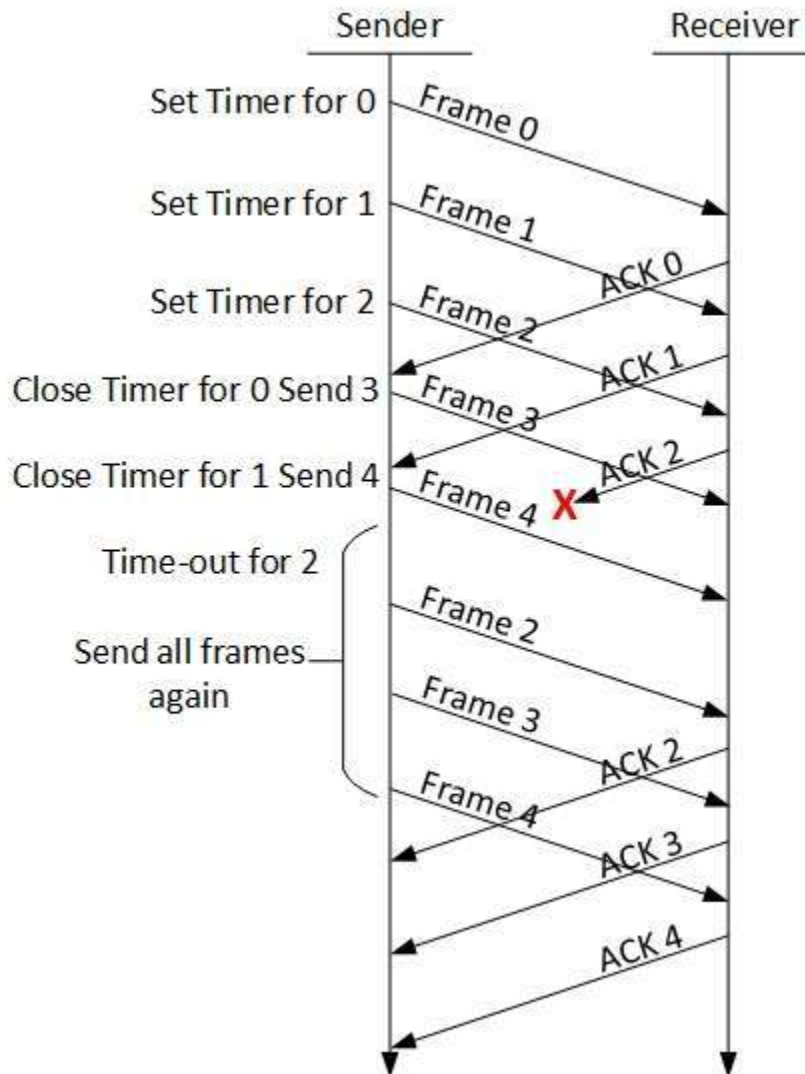 Sender
Receiver
Set Timer for 0
Frame 0
Set Timer for 1
Frame 1
ACK 0
Set Timer for 2
Frame 2
ACK 1
Close Timer for 0 Send 3
Frame 3
ACK 2
Close Timer for 1 Send 4
X
Frame 4
Time-out for 2
Frame 2
Send all frames
again
Frame 3
ACK 2
Frame 4
ACK 3
ACK 4